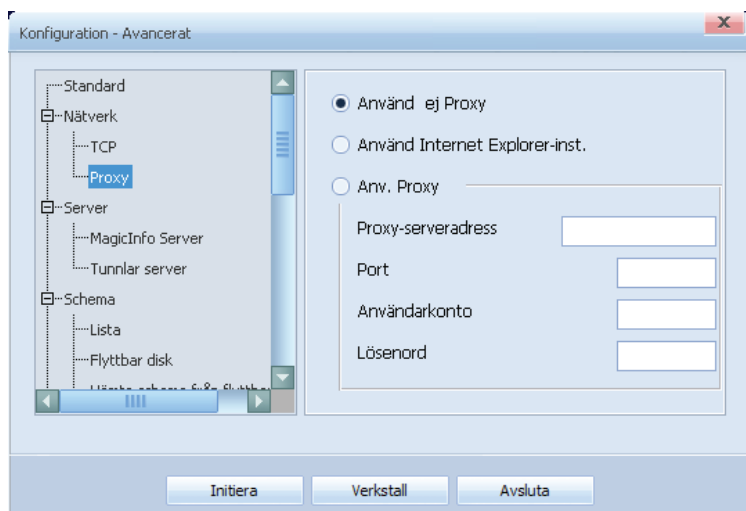 Konfiguration - Avancerat
Standard
Nätverk
TCP
Proxy
Server
MagicInfo Server
Tunnlar server
Schema
Lista
Flyttbar disk
Använd ej Proxy
Använd Internet Explorer-inst.
Anv. Proxy
Proxy-serveradress
Port
Användarkonto
Lösenord
Initiera
Verkstall
Avsluta